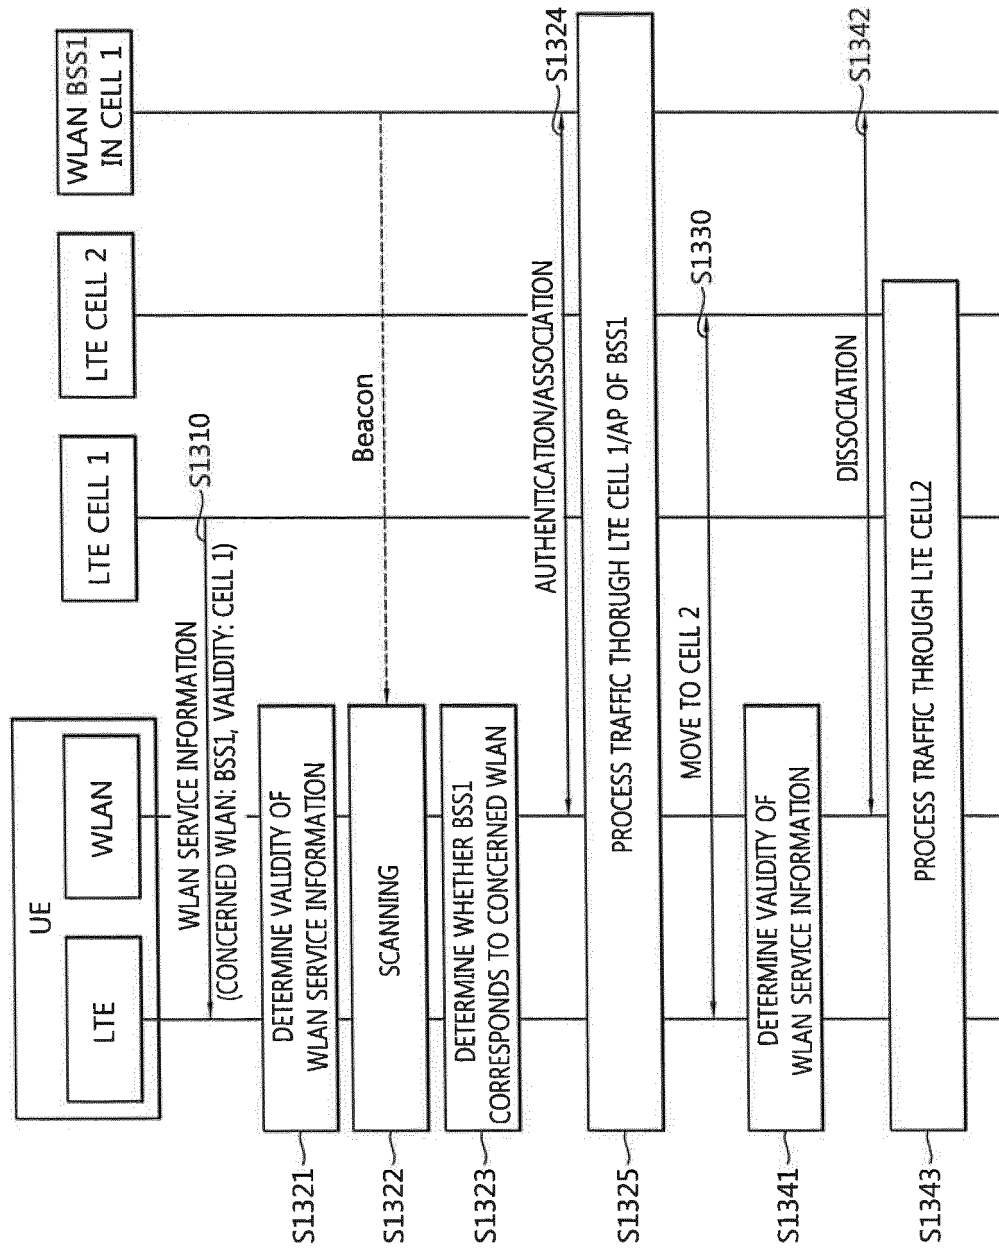 UE
LTE
WLAN
LTE CELL 1
LTE CELL 2
WLAN BSS1
IN CELL 1
WLAN SERVICE INFORMATION
(CONCERNED WLAN: BSS1, VALIDITY: CELL 1)
S1310
S1321
DETERMINE VALIDITY OF
WLAN SERVICE INFORMATION
S1322
SCANNING
Beacon
S1323
DETERMINE WHETHER BSS1
CORRESPONDS TO CONCERNED WLAN
AUTHENTICATION/ASSOCIATION
S1324
S1325
PROCESS TRAFFIC THORUGH LTE CELL 1/AP OF BSS1
MOVE TO CELL 2
S1330
S1341
DETERMINE VALIDITY OF
WLAN SERVICE INFORMATION
DISSOCIATION
S1342
S1343
PROCESS TRAFFIC THROUGH LTE CELL2